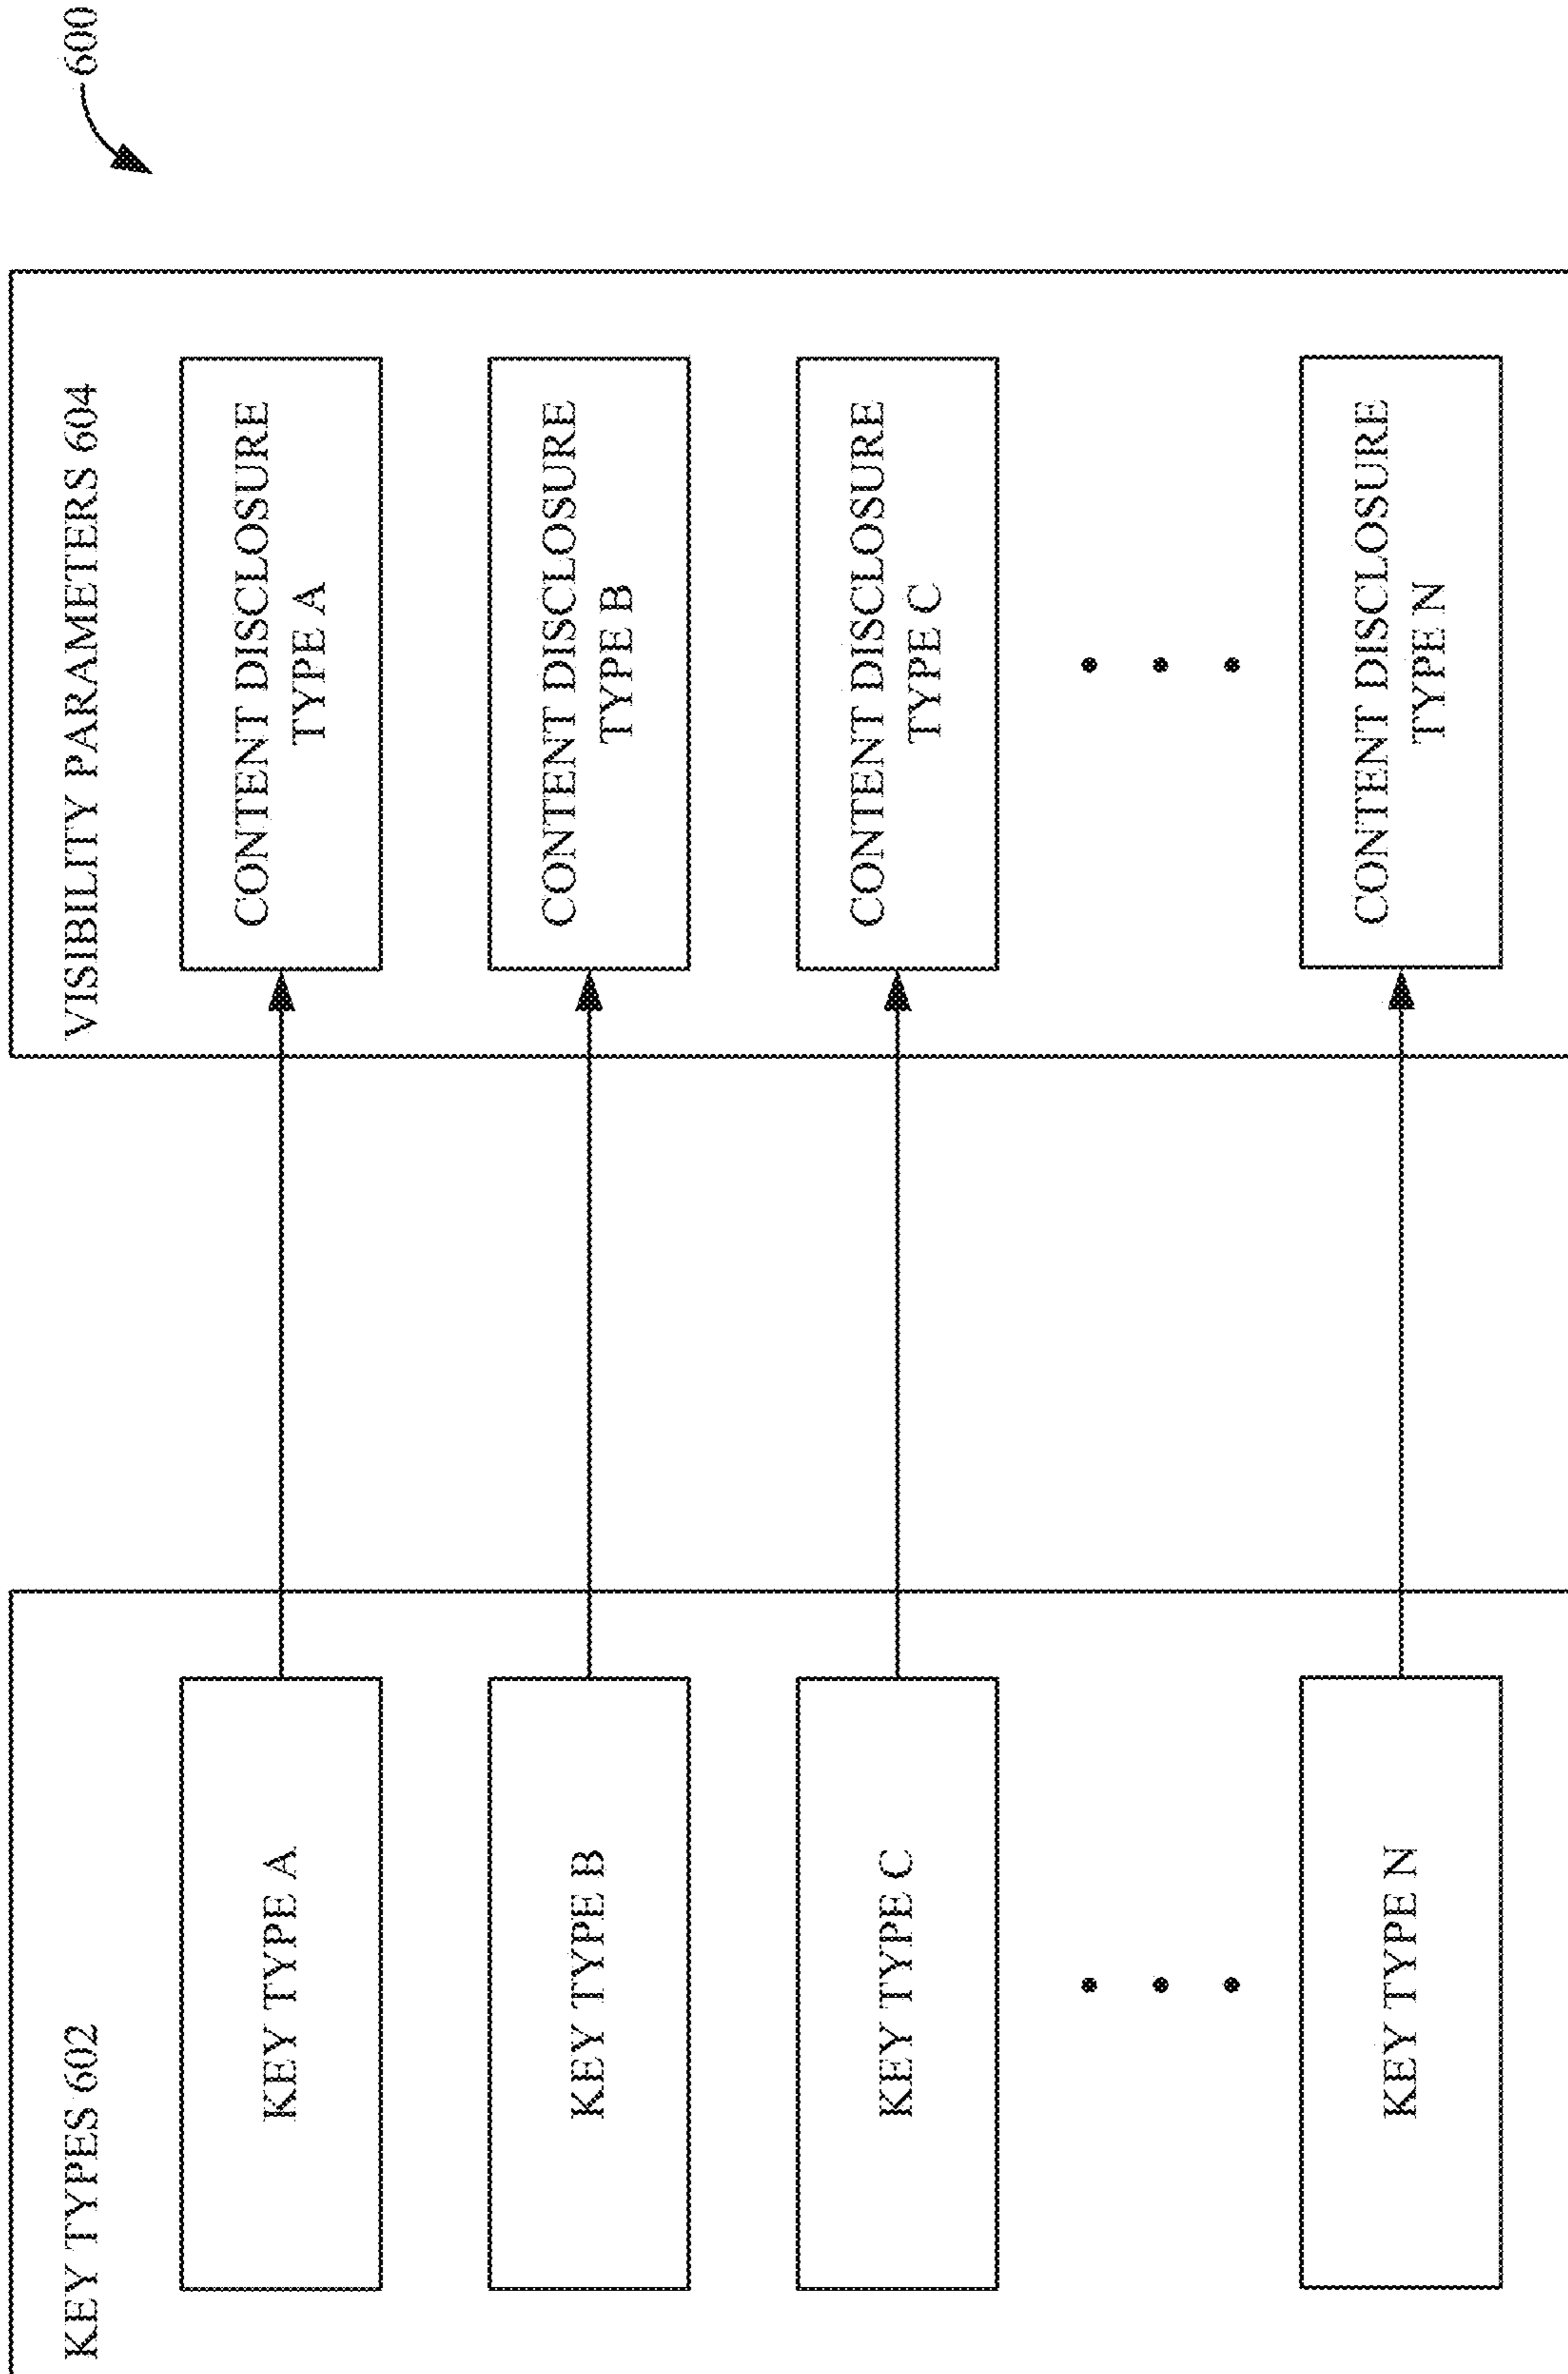 600
KEY TYPES 602
VISIBILITY PARAMETERS 604
KEY TYPE A
CONTENT DISCLOSURE
TYPE A
KEY TYPE B
CONTENT DISCLOSURE
TYPE B
KEY TYPE C
CONTENT DISCLOSURE
TYPE C
KEY TYPE N
CONTENT DISCLOSURE
TYPE N